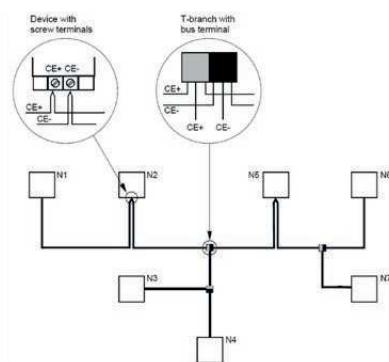 Device with
screw terminals
T-branch with
bus terminal
CE+ CE-
CE+
CE-
CE+
CE-
CE+ CE-
N1
N2
N5
N6
N3
N7
N4